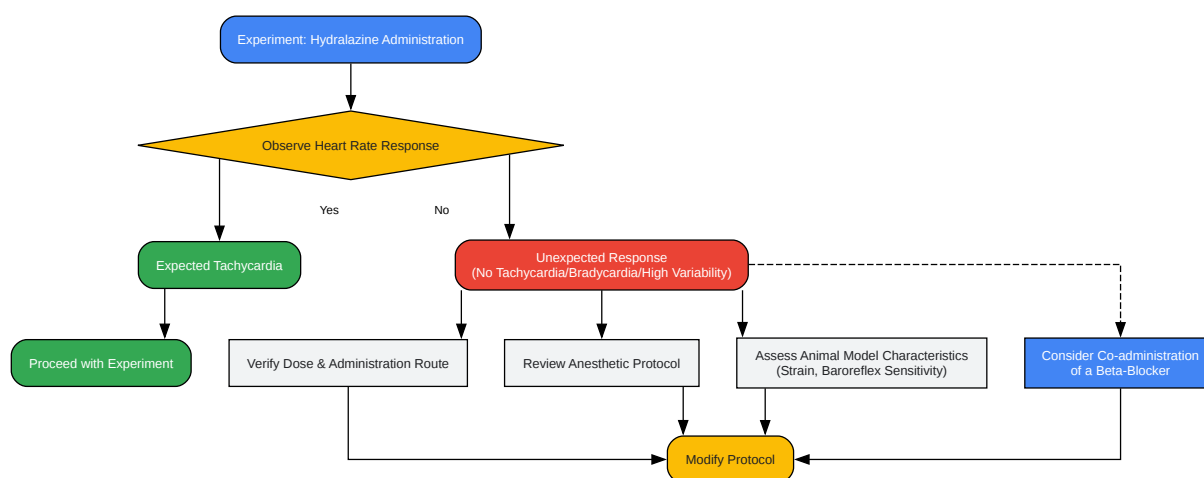 Experiment: Hydralazine Administration
Observe Heart Rate Response
Yes
No
Expected Tachycardia
Unexpected Response
(No Tachycardia/Bradycardia/High Variability)
Proceed with Experiment
Verify Dose & Administration Route
Review Anesthetic Protocol
Assess Animal Model Characteristics
(Strain, Baroreflex Sensitivity)
Consider Co-administration
of a Beta-Blocker
Modify Protocol